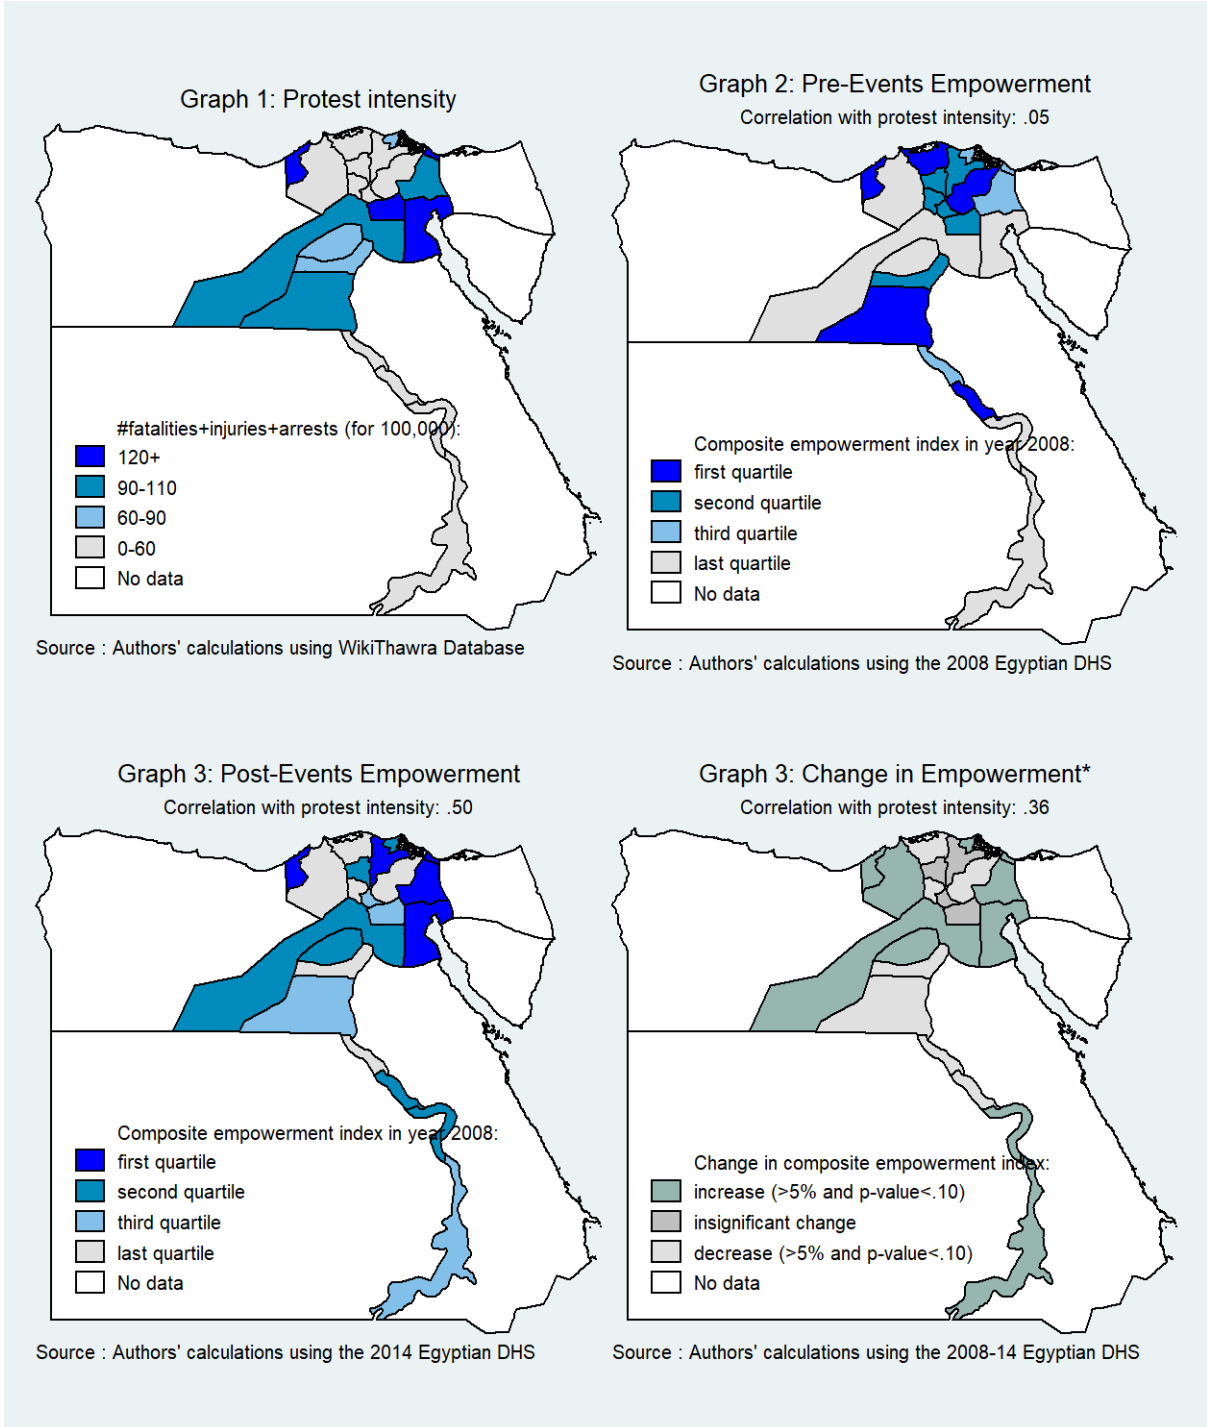 Graph 1: Protest intensity
#fatalities+injuries+arrests (for 100,000):
120+
90-110
60-90
0-60
No data
Source : Authors' calculations using WikiThawra Database
Graph 2: Pre-Events Empowerment
Correlation with protest intensity: .05
Composite empowerment index in year 2008:
first quartile
second quartile
third quartile
last quartile
No data
Source : Authors' calculations using the 2008 Egyptian DHS
Graph 3: Post-Events Empowerment
Correlation with protest intensity: .50
Composite empowerment index in year 2008:
first quartile
second quartile
third quartile
last quartile
No data
Source : Authors' calculations using the 2014 Egyptian DHS
Graph 3: Change in Empowerment*
Correlation with protest intensity: .36
Change in composite empowerment index:
increase (>5% and p-value<.10)
insignificant change
decrease (>5% and p-value<.10)
No data
Source : Authors' calculations using the 2008-14 Egyptian DHS